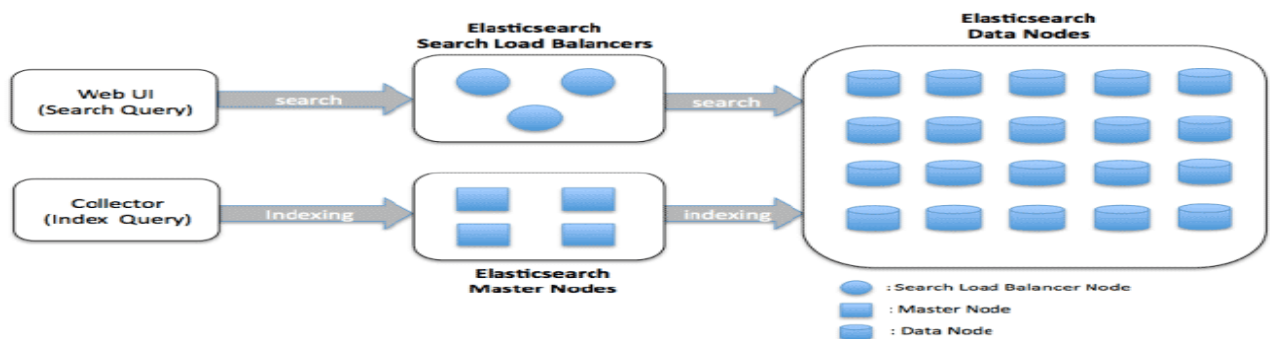 Elasticsearch
Search Load Balancers
Elasticsearch
Data Nodes
Web UI
(Search Query)
search
search
Collector
(Index Query)
Indexing
indexing
Elasticsearch
Master Nodes
: Search Load Balancer Node
: Master Node
: Data Node